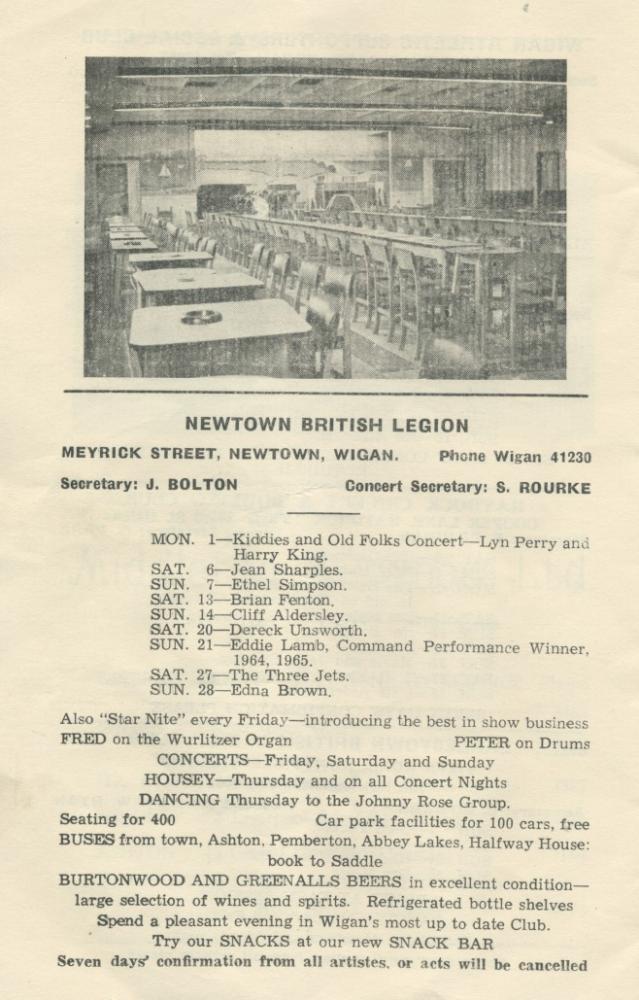 NEWTOWN BRITISH LEGION
MEYRICK STREET, NEWTOWN, WIGAN. Phone Wigan 41230
Secretary: J. BOLTON Concert Secretary: S. ROURKE
MON. 1—Kiddies and Old Folks Concert—Lyn Perry and
Harry King.
SAT. 6—Jean Sharples.
SUN. 7—Ethel Simpson.
SAT. 13—Brian Fenton.
SUN. 14—Cliff Aldersley.
SAT. 20—Dereck Unsworth.
SUN. 21—Eddie Lamb, Command Performance Winner,
1964, 1965.
SAT. 27—The Three Jets.
SUN. 28—Edna Brown.
Also "Star Nite" every Friday—introducing the best in show business
FRED on the Wurlitzer Organ PETER on Drums
CONCERTS—Friday, Saturday and Sunday
HOUSEY—Thursday and on all Concert Nights
DANCING Thursday to the Johnny Rose Group.
Seating for 400 Car park facilities for 100 cars, free
BUSES from town, Ashton, Pemberton, Abbey Lakes, Halfway House:
book to Saddle
BURTONWOOD AND GREENALLS BEERS in excellent condition—
large selection of wines and spirits. Refrigerated bottle shelves
Spend a pleasant evening in Wigan's most up to date Club.
Try our SNACKS at our new SNACK BAR
Seven days' confirmation from all artistes, or acts will be cancelled